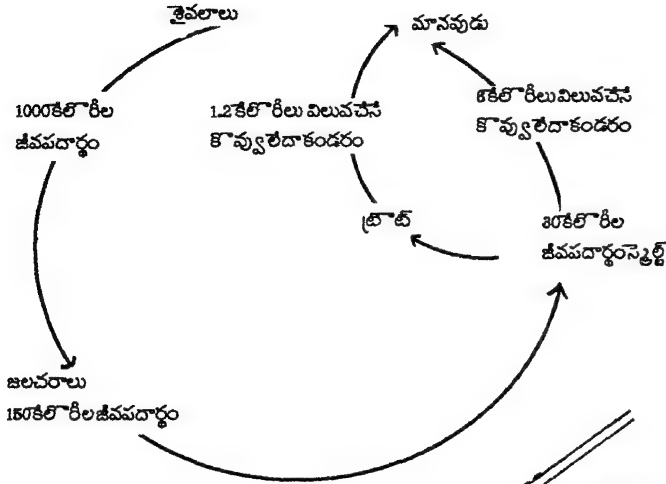 శైవలాలు
మానవుడు
1000కేలొరీల
జీవపదార్థం
1.2కేలొరీలు విలువచేసే
కొవ్వులేదాకండరం
6కేలొరీలువిలువచేసే
కొవ్వులేదాకండరం
ట్రౌట్
30కేలొరీల
జీవపదార్థంస్మెల్ట్
జలచరాలు
150కేలొరీలజీవపదార్థం